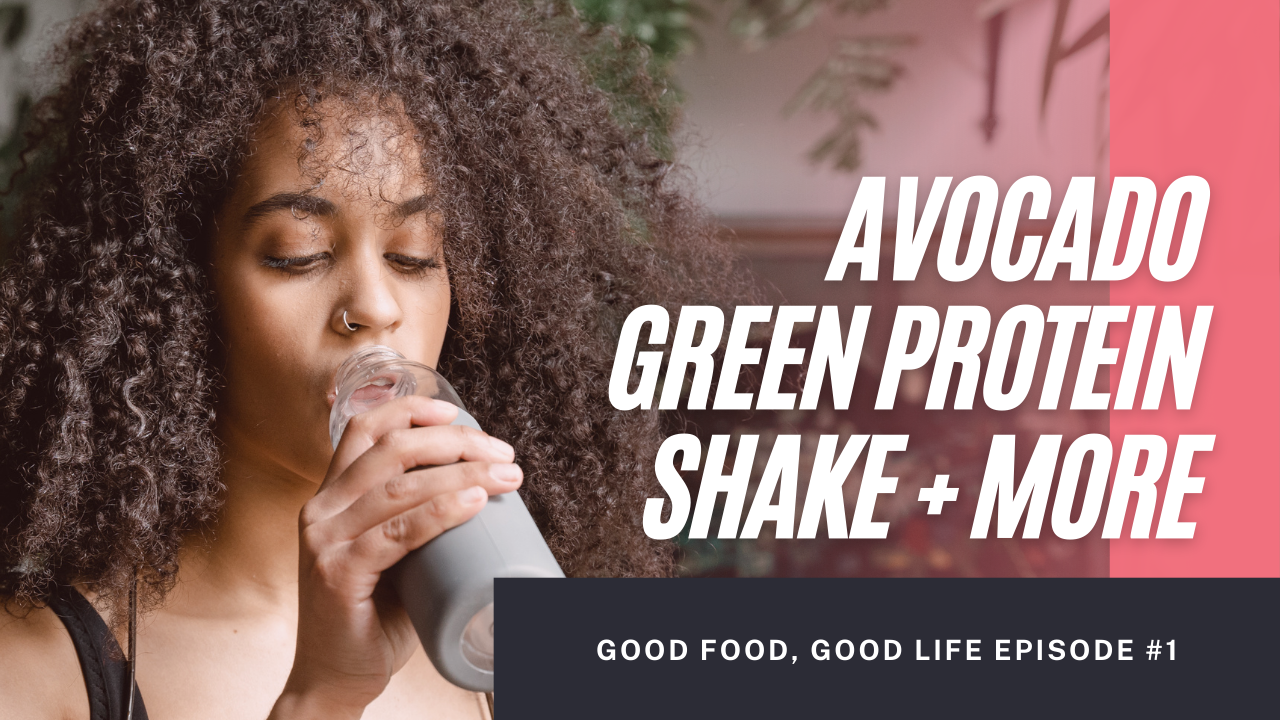 AVOCADO
GREEN PROTEIN
SHAKE + MORE
GOOD FOOD, GOOD LIFE EPISODE #1